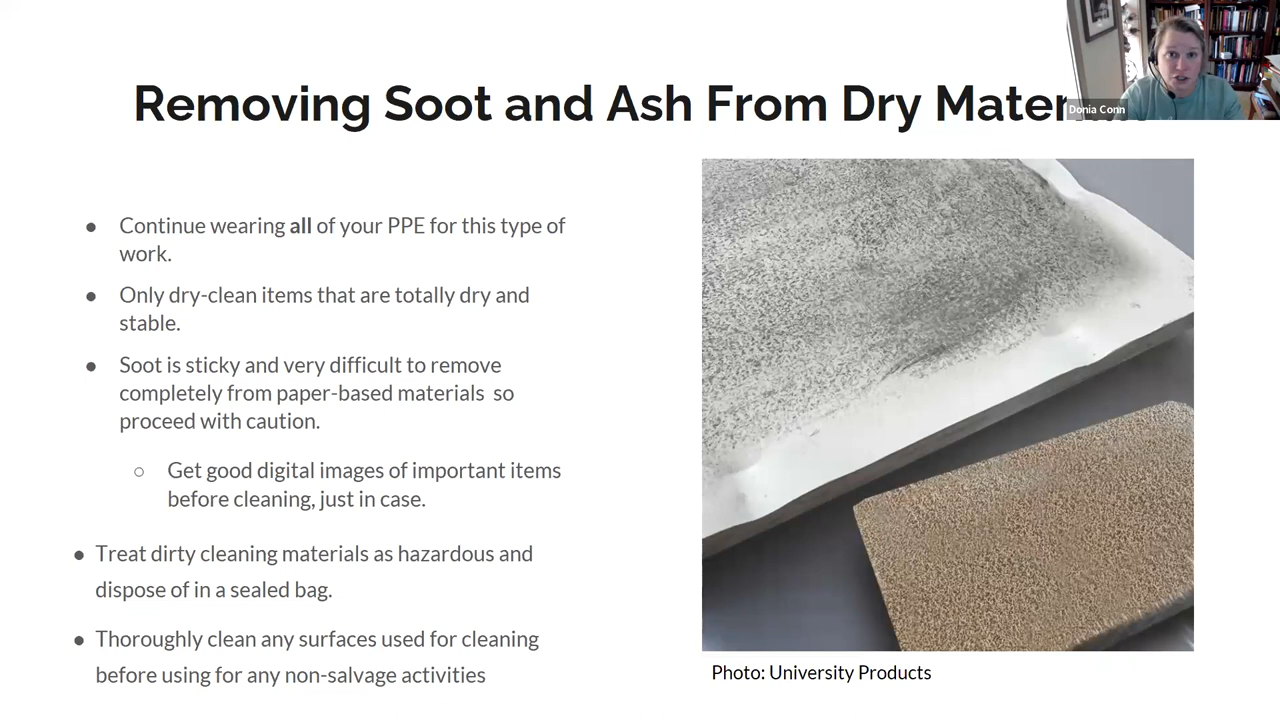 Removing Soot and Ash From Dry
Donia Conn
● Continue wearing all of your PPE for this type of
work.
● Only dry-clean items that are totally dry and
stable.
● Soot is sticky and very difficult to remove
completely from paper-based materials so
proceed with caution.
○ Get good digital images of important items
before cleaning, just in case.
● Treat dirty cleaning materials as hazardous and
dispose of in a sealed bag.
● Thoroughly clean any surfaces used for cleaning
before using for any non-salvage activities
Photo: University Products